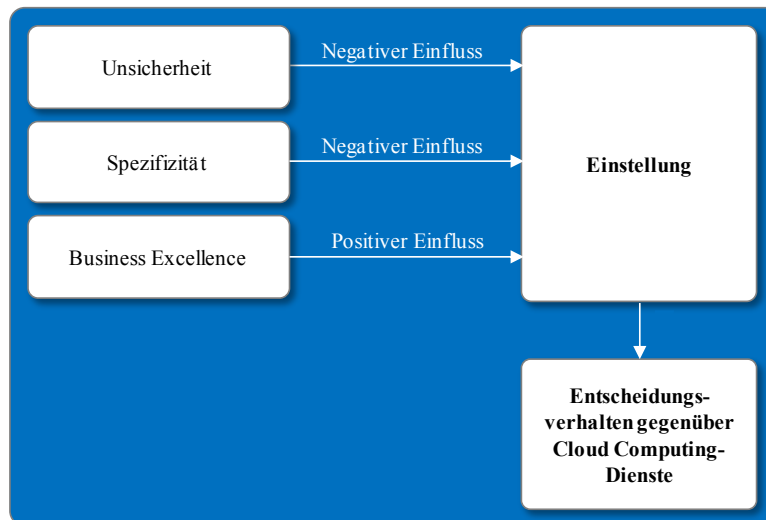 Unsicherheit
Negativer Einfluss
Spezifizität
Negativer Einfluss
Business Excellence
Positiver Einfluss
Einstellung
Entscheidungs-
verhalten gegenüber
Cloud Computing-
Dienste